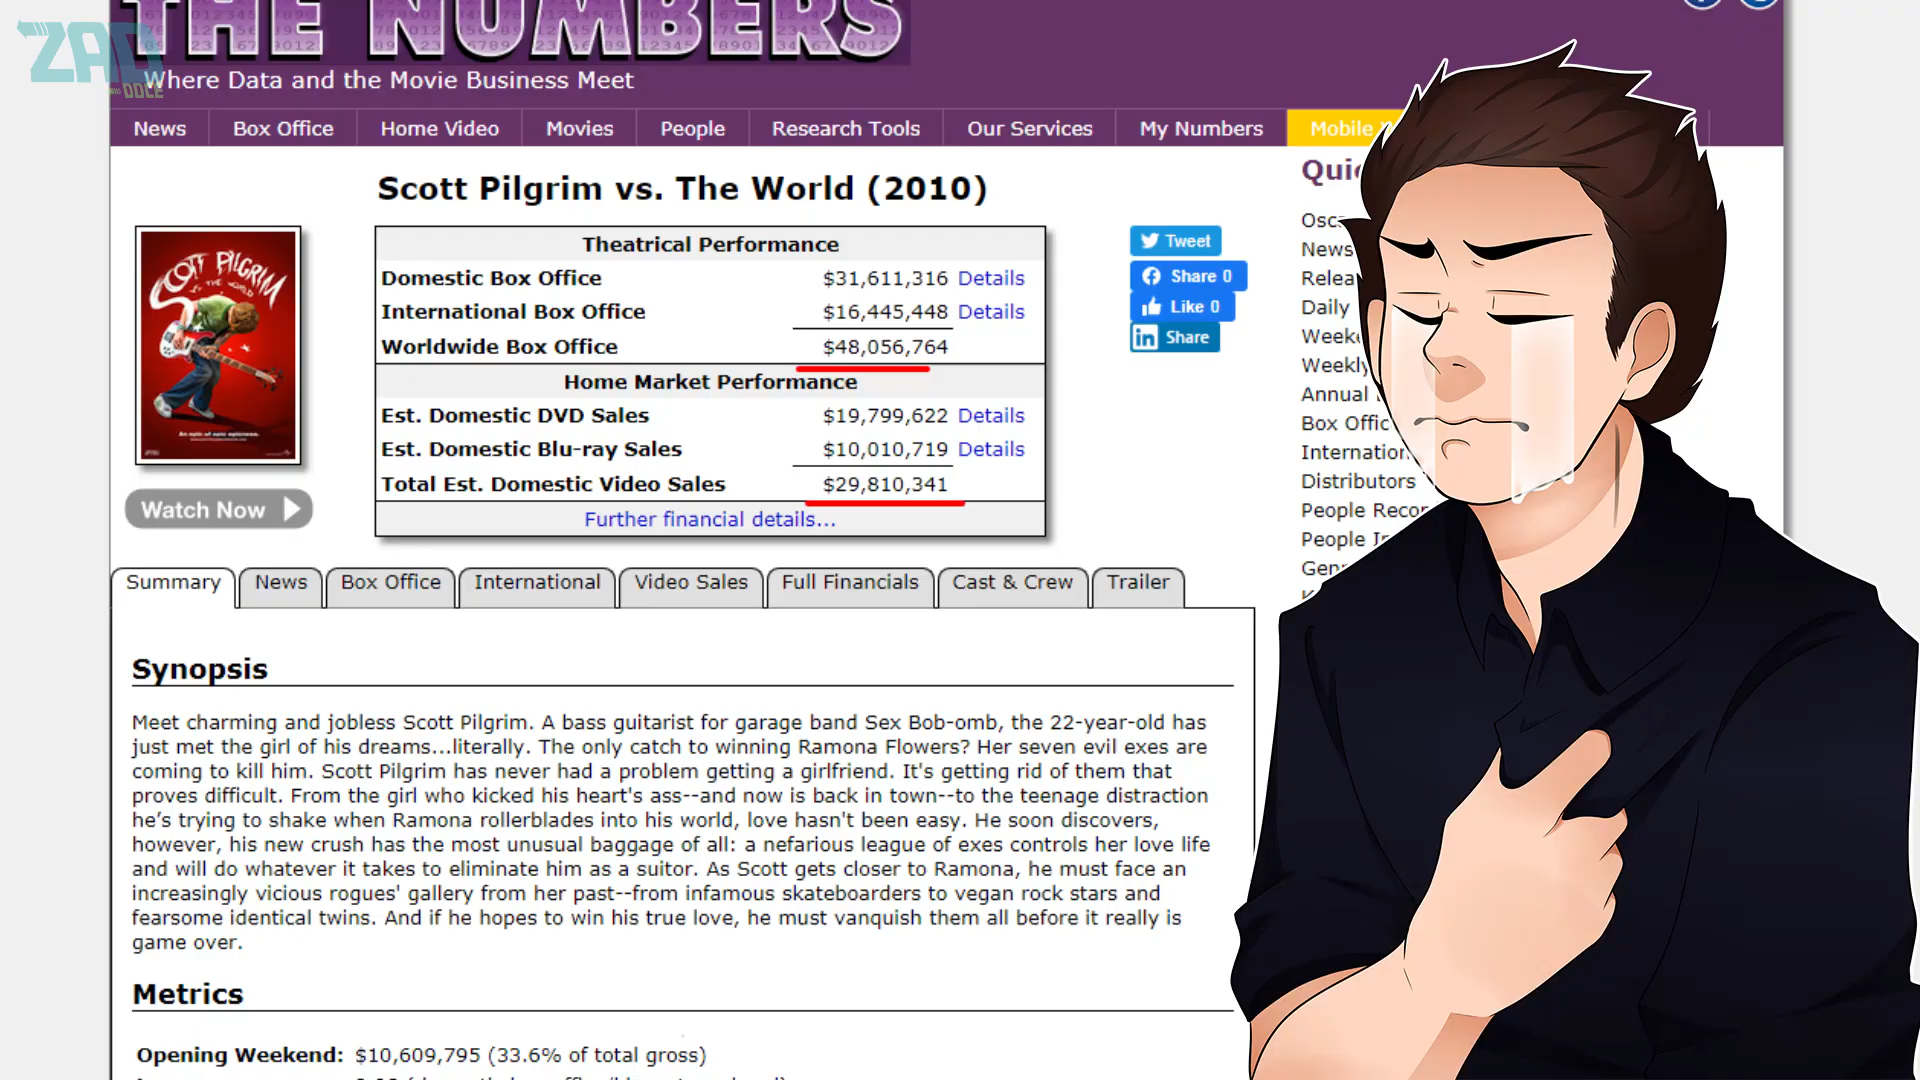 THE NUMBERS
ZAC
DOCE
Where Data and the Movie Business Meet
News Box Office Home Video Movies People Research Tools Our Services My Numbers Mobile
Scott Pilgrim vs. The World (2010)
SCOTT PILGRIM
VS. THE WORLD
An epic of epic epicness.
Watch Now
Theatrical Performance
Domestic Box Office $31,611,316 Details
International Box Office $16,445,448 Details
Worldwide Box Office $48,056,764
Home Market Performance
Est. Domestic DVD Sales $19,799,622 Details
Est. Domestic Blu-ray Sales $10,010,719 Details
Total Est. Domestic Video Sales $29,810,341
Further financial details...
Tweet
Share 0
Like 0
in Share
News
Daily
Annual
Distributors
Summary News Box Office International Video Sales Full Financials Cast & Crew Trailer
Synopsis
Meet charming and jobless Scott Pilgrim. A bass guitarist for garage band Sex Bob-omb, the 22-year-old has
just met the girl of his dreams...literally. The only catch to winning Ramona Flowers? Her seven evil exes are
coming to kill him. Scott Pilgrim has never had a problem getting a girlfriend. It's getting rid of them that
proves difficult. From the girl who kicked his heart's ass--and now is back in town--to the teenage distraction
he's trying to shake when Ramona rollerblades into his world, love hasn't been easy. He soon discovers,
however, his new crush has the most unusual baggage of all: a nefarious league of exes controls her love life
and will do whatever it takes to eliminate him as a suitor. As Scott gets closer to Ramona, he must face an
increasingly vicious rogues' gallery from her past--from infamous skateboarders to vegan rock stars and
fearsome identical twins. And if he hopes to win his true love, he must vanquish them all before it really is
game over.
Metrics
Opening Weekend: $10,609,795 (33.6% of total gross)